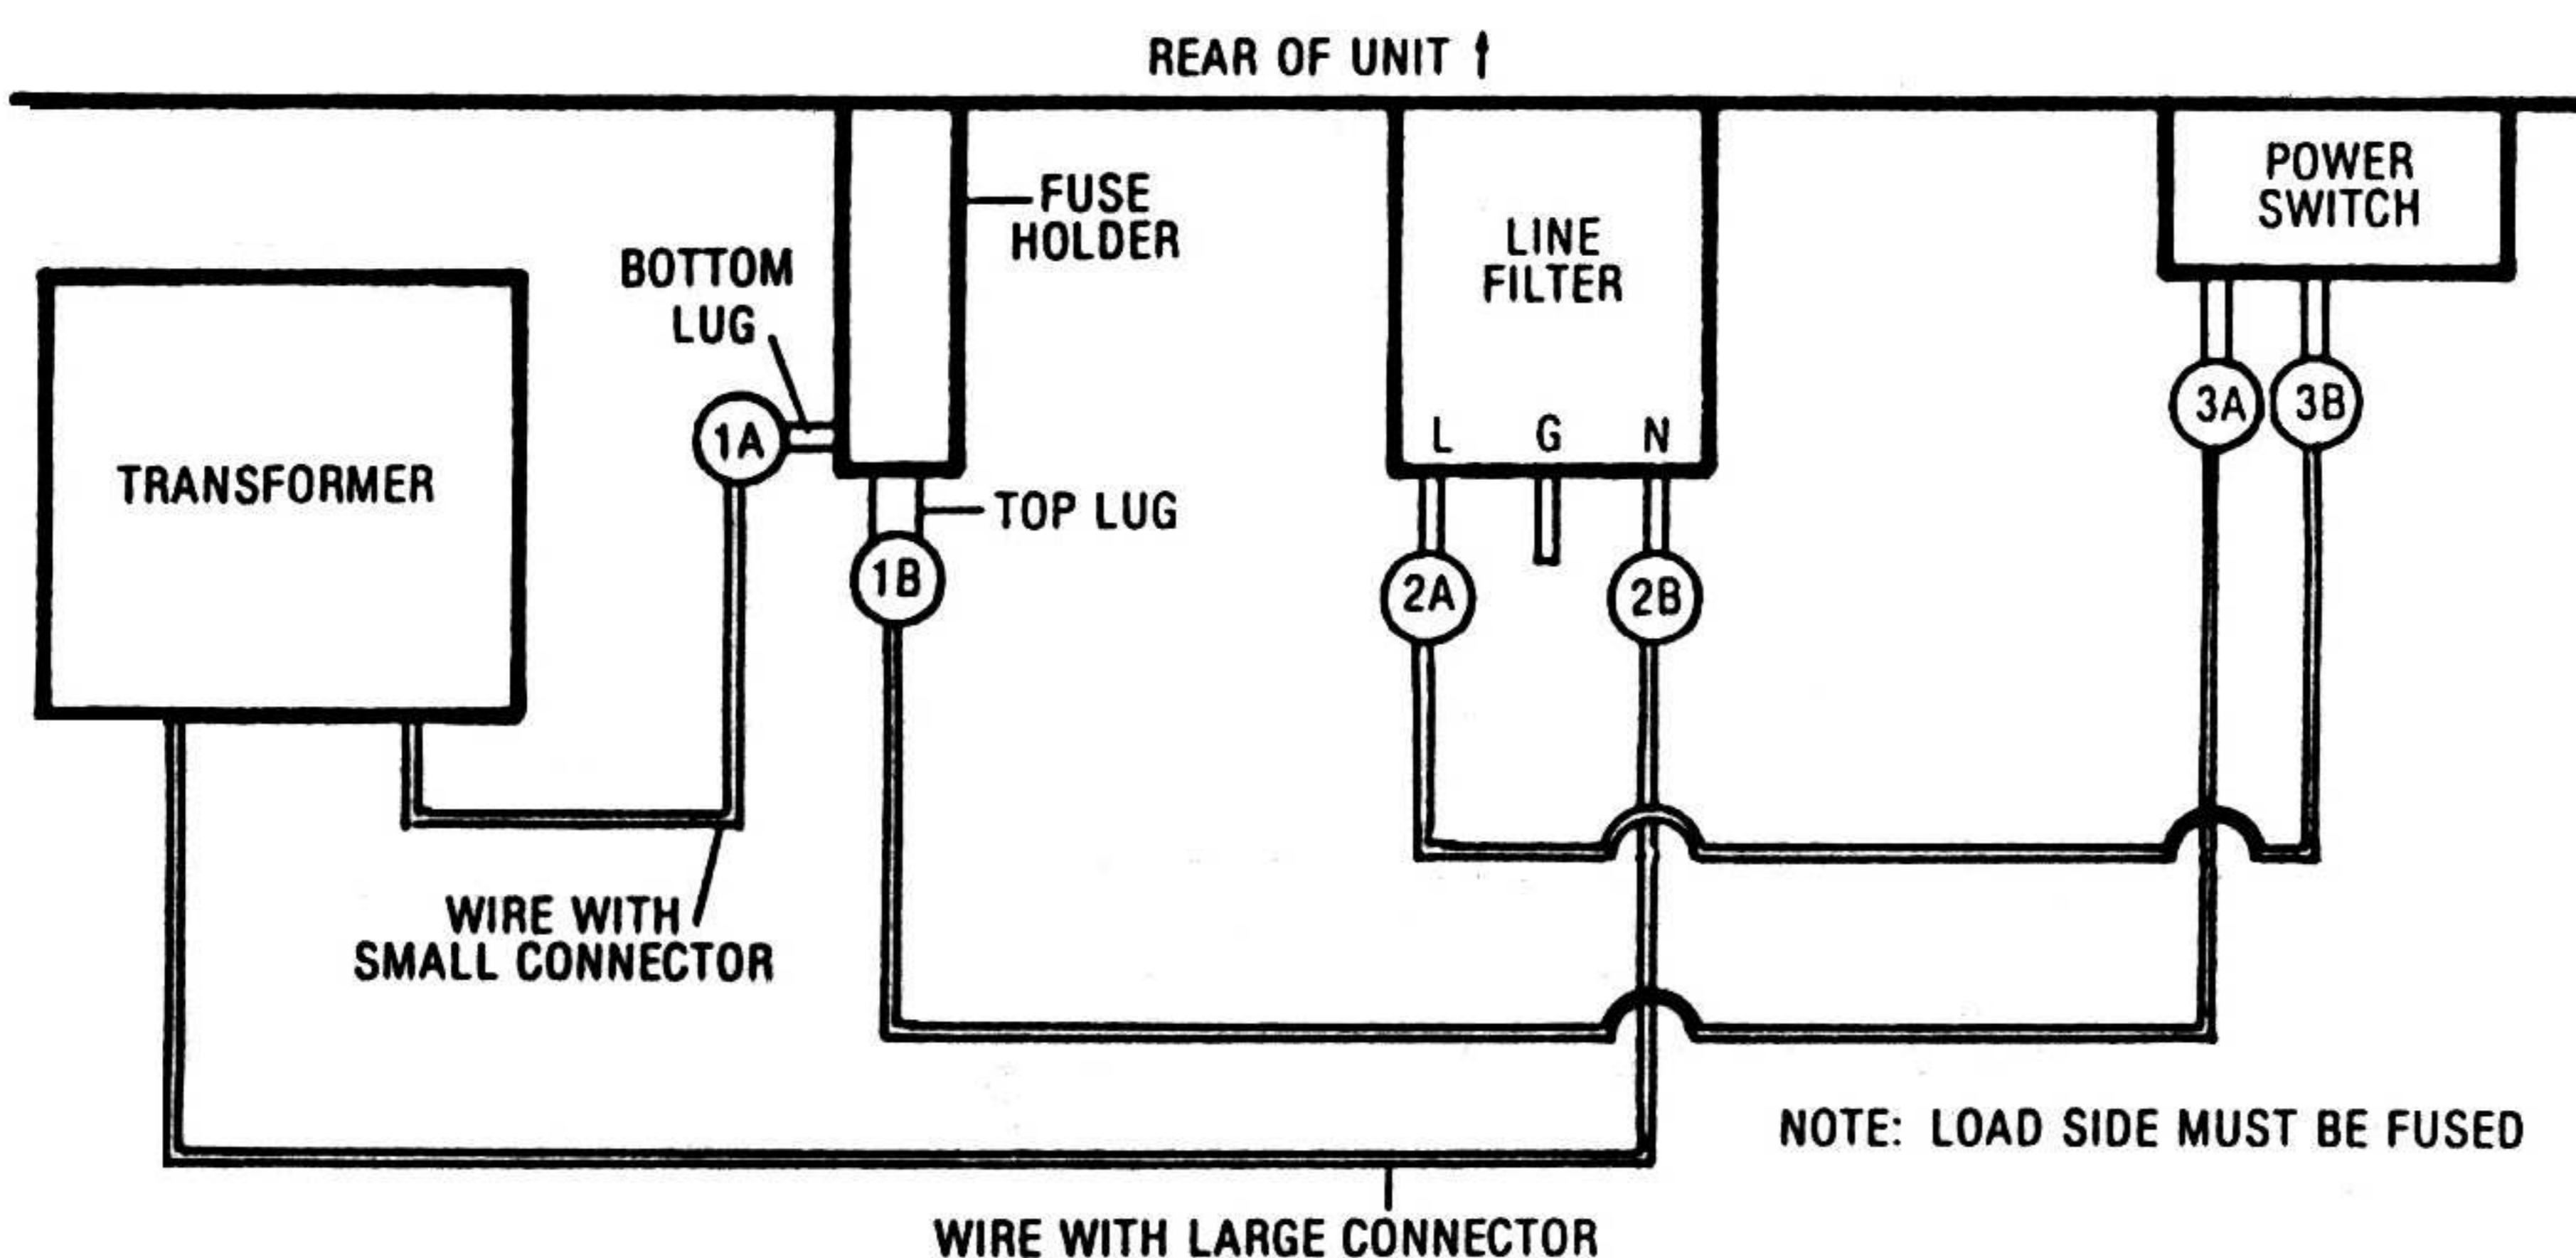 REAR OF UNIT ↑
POWER
SWITCH
FUSE
HOLDER
LINE
FILTER
BOTTOM
LUG
L G N
3A 3B
1A
TRANSFORMER
TOP LUG
1B
2A 2B
WIRE WITH
SMALL CONNECTOR
NOTE: LOAD SIDE MUST BE FUSED
WIRE WITH LARGE CONNECTOR